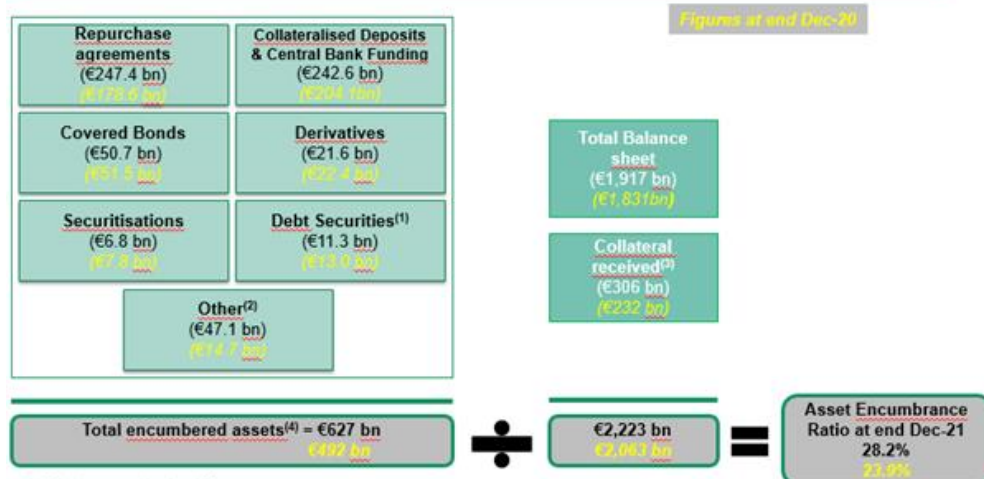 Figures at end Dec-20
Repurchase
agreements
(€247.4 bn)
(€178.6 bn)
Collateralised Deposits
& Central Bank Funding
(€242.6 bn)
(€204.1bn)
Covered Bonds
(€50.7 bn)
(€51.5 bn)
Derivatives
(€21.6 bn)
(€22.4 bn)
Securitisations
(€6.8 bn)
(€7.8 bn)
Debt Securities(1)
(€11.3 bn)
(€13.0 bn)
Other(2)
(€47.1 bn)
(€14.7 bn)
Total Balance
sheet
(€1,917 bn)
(€1,831bn)
Collateral
received(3)
(€306 bn)
(€232 bn)
Total encumbered assets(4) = €627 bn
€492 bn
÷
€2,223 bn
€2,063 bn
=
Asset Encumbrance
Ratio at end Dec-21
28.2%
23.9%